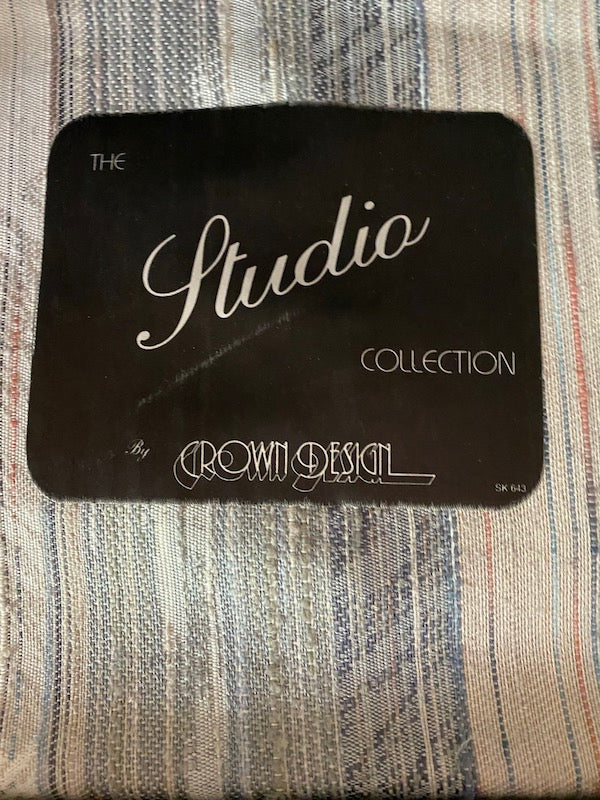 THE
Studio
COLLECTION
By CROWN DESIGN
SK 643